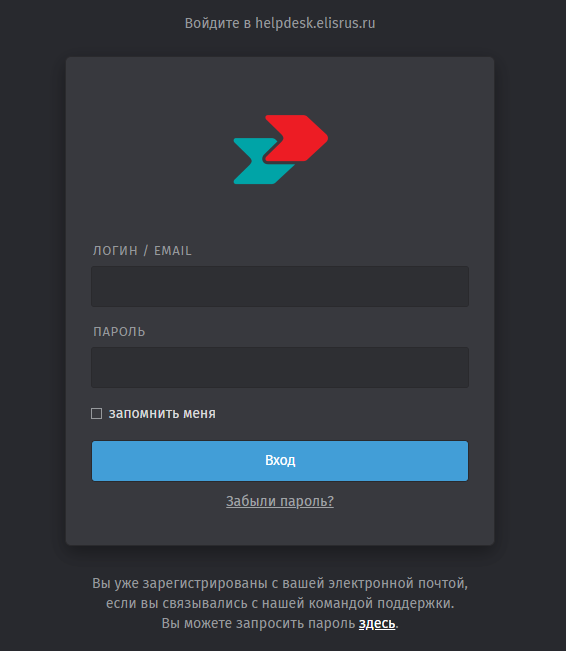 Войдите в helpdesk.elisrus.ru
ЛОГИН / EMAIL
ПАРОЛЬ
запомнить меня
Вход
Забыли пароль?
Вы уже зарегистрированы с вашей электронной почтой,
если вы связывались с нашей командой поддержки.
Вы можете запросить пароль здесь.